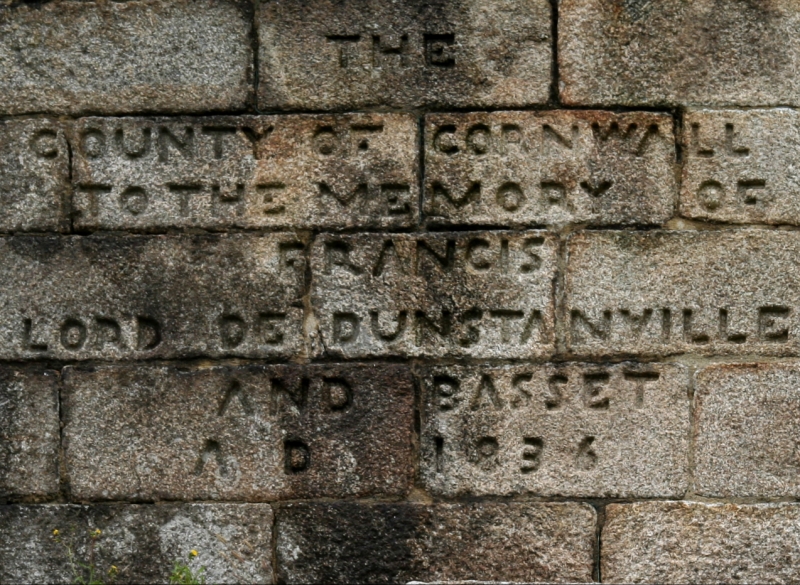 THE
COUNTY OF CORNWALL
TO THE MEMORY OF
FRANCIS
LORD DE DUNSTANVILLE
AND BASSET
A D 1836